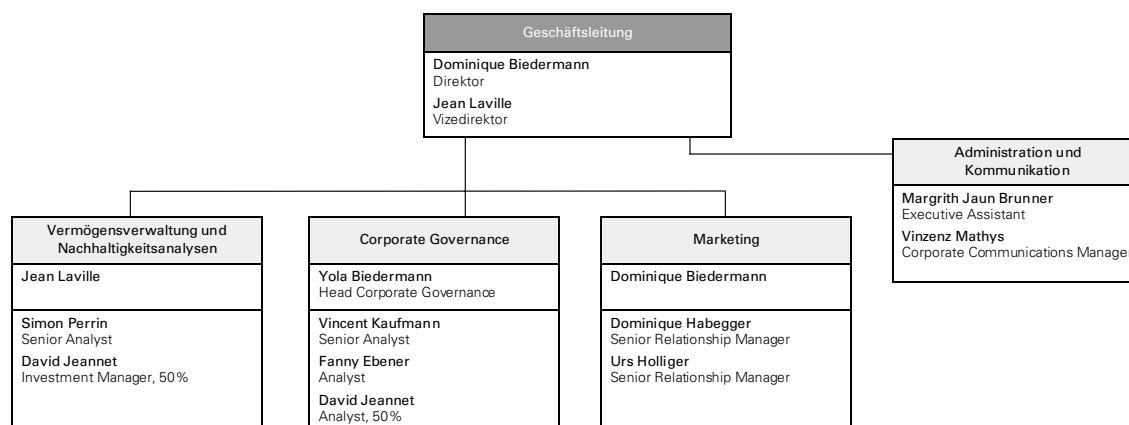 Geschäftsleitung
Dominique Biedermann
Direktor
Jean Laville
Vizedirektor
Administration und
Kommunikation
Margrith Jaun Brunner
Executive Assistant
Vinzenz Mathys
Corporate Communications Manager
Vermögensverwaltung und
Nachhaltigkeitsanalysen
Jean Laville
Simon Perrin
Senior Analyst
David Jeannet
Investment Manager, 50%
Corporate Governance
Yola Biedermann
Head Corporate Governance
Vincent Kaufmann
Senior Analyst
Fanny Ebener
Analyst
David Jeannet
Analyst, 50%
Marketing
Dominique Biedermann
Dominique Habegger
Senior Relationship Manager
Urs Holliger
Senior Relationship Manager